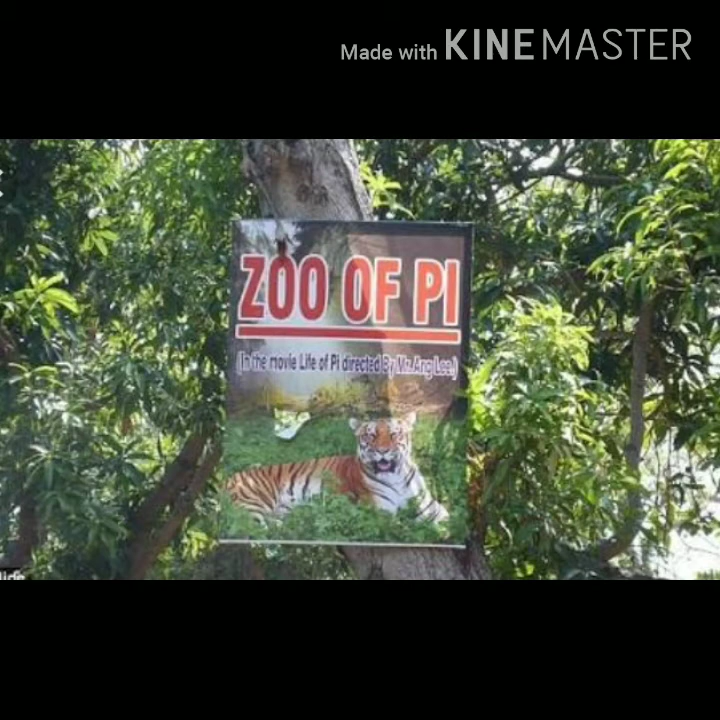 Made with KINEMASTER
ZOO OF PI
(In the movie Life of Pi directed By Mr. Ang Lee.)